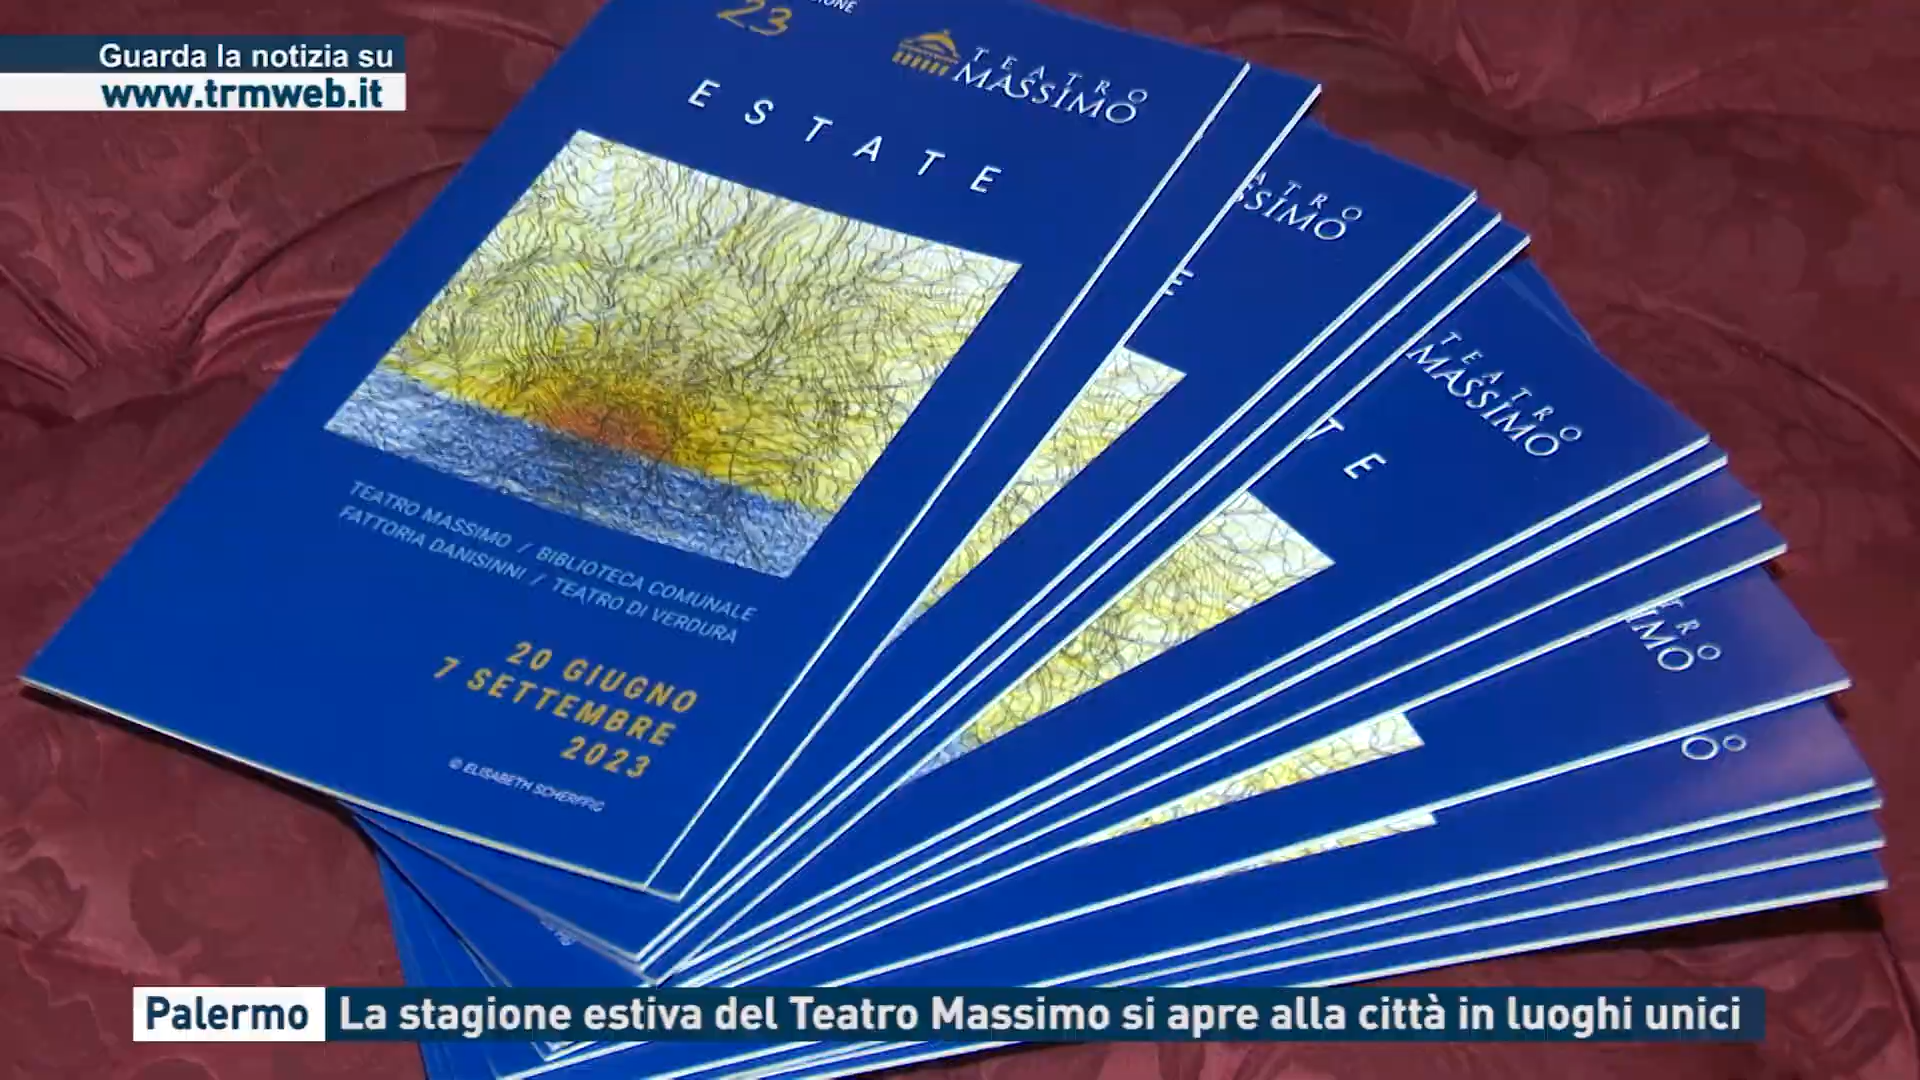 Guarda la notizia su
www.trmweb.it
23
TEATRO
MASSIMO
ESTATE
TEATRO MASSIMO / BIBLIOTECA COMUNALE
FATTORIA DANISINNI / TEATRO DI VERDURA
20 GIUGNO
7 SETTEMBRE
2023
© ELISABETH SCHERFFIG
TEATRO
MASSIMO
Palermo La stagione estiva del Teatro Massimo si apre alla città in luoghi unici